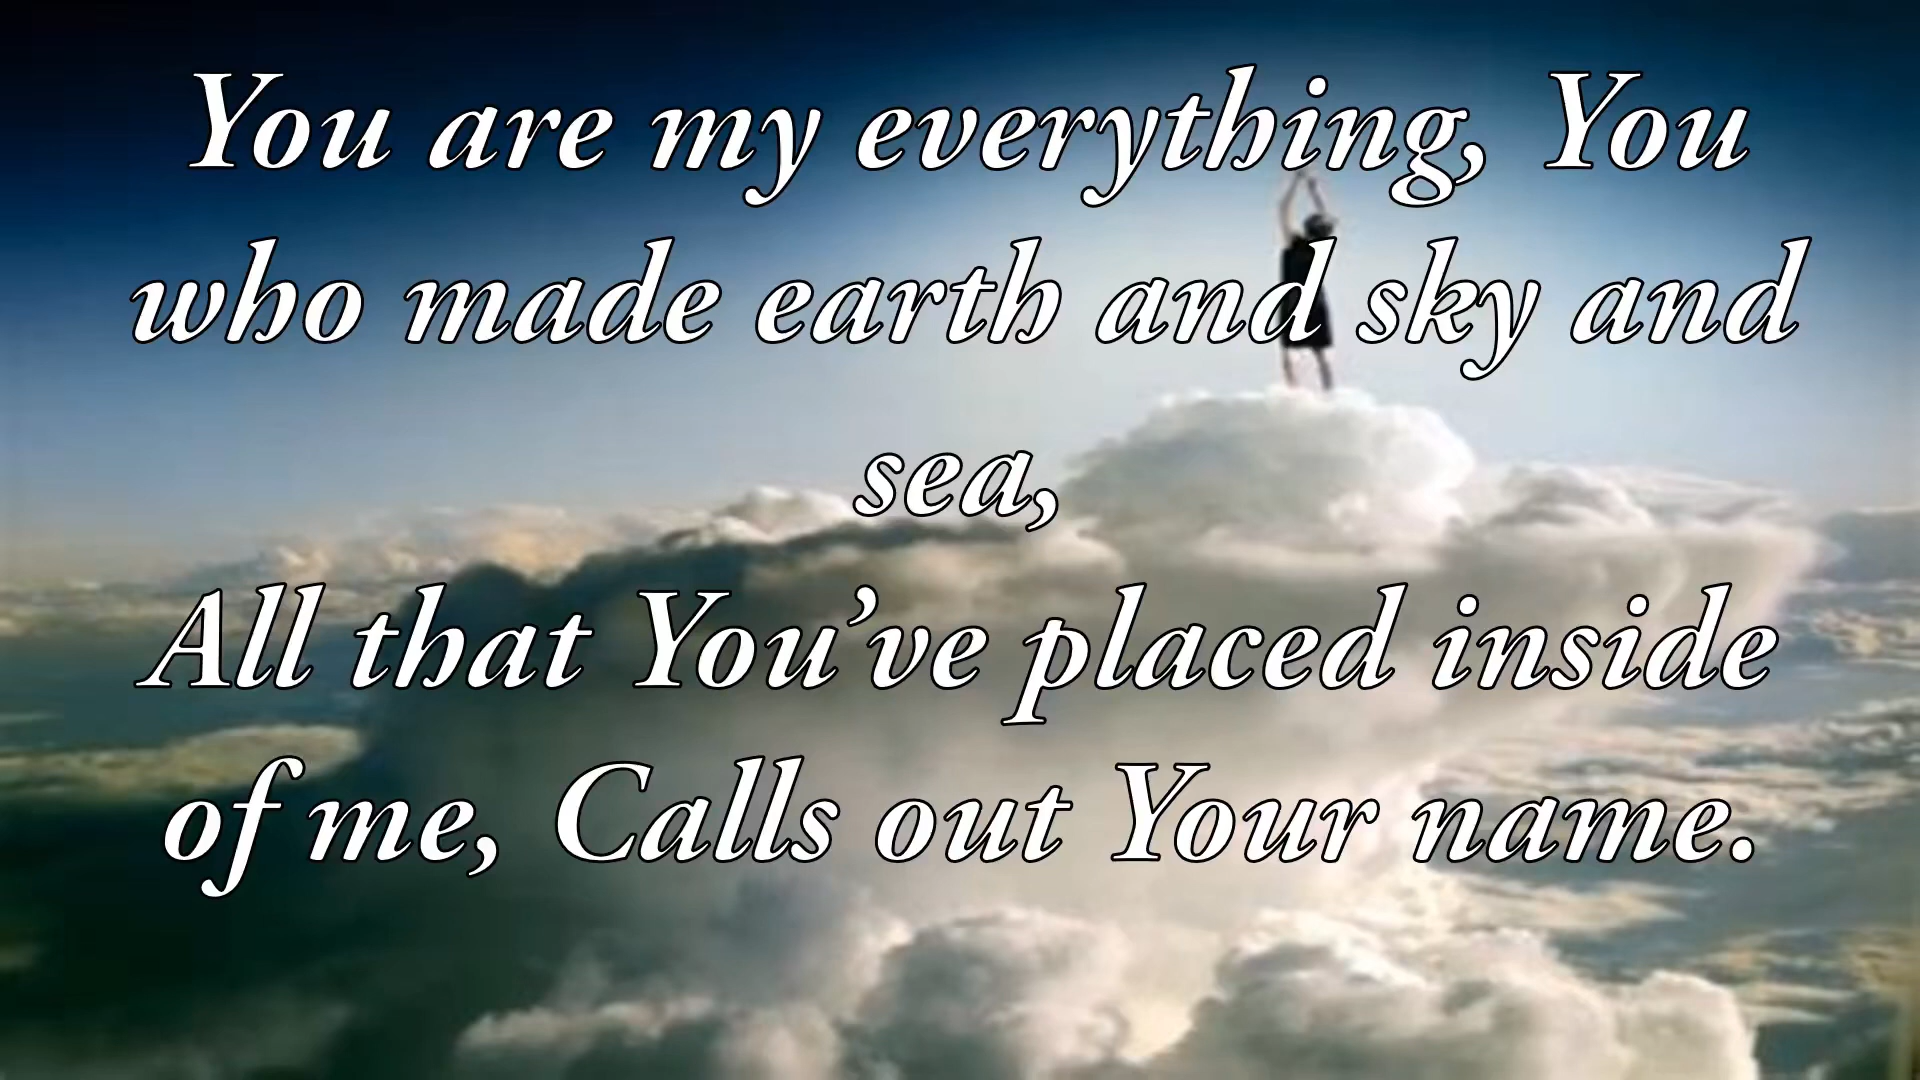 You are my everything, You
who made earth and sky and
sea,
All that You’ve placed inside
of me, Calls out Your name.